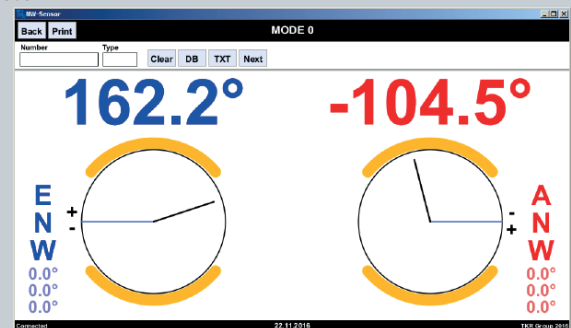 MW-Sensor
Back Print MODE 0
Number Type
Clear DB TXT Next
162.2° -104.5°
E
N
W
+
-
0.0°
0.0°
0.0°
A
N
W
-
+
0.0°
0.0°
0.0°
Connected 22.11.2016 TKR Group 2016